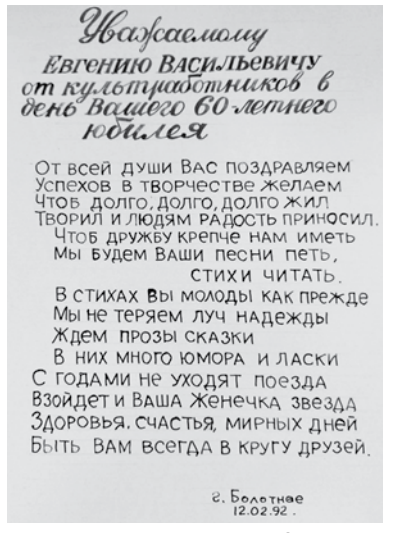 Уважаемому
Евгению Васильевичу
от культработников в
день Вашего 60-летнего
юбилея
От всей души Вас поздравляем
Успехов в творчестве желаем
Чтоб долго, долго, долго жил
Творил и людям радость приносил.
Чтоб дружбу крепче нам иметь
Мы будем Ваши песни петь,
стихи читать.
В стихах вы молоды как прежде
Мы не теряем луч надежды
Ждем прозы сказки
В них много юмора и ласки
С годами не уходят поезда
Взойдет и Ваша Женечка звезда
Здоровья, счастья, мирных дней
Быть вам всегда в кругу друзей.
г. Болотное
12.02.92.